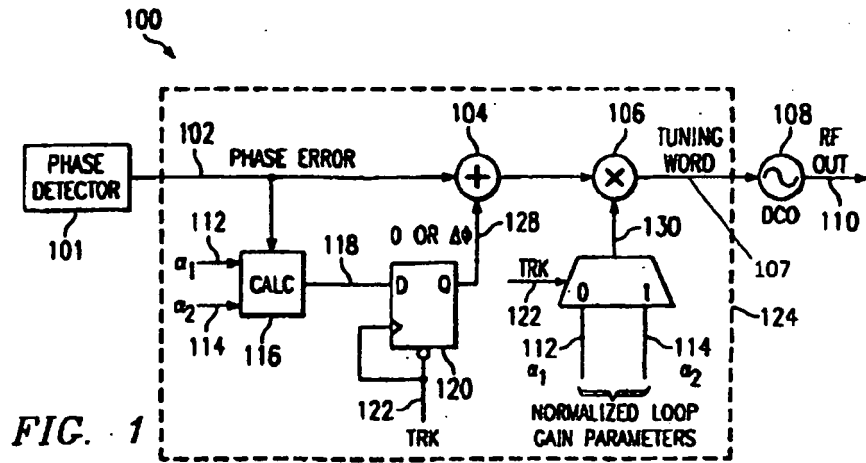 100
104
106
108
102
PHASE ERROR
TUNING
WORD
RF
OUT
PHASE
DETECTOR
101
+
×
DCO
110
112
0 OR Δϕ
128
130
107
α1
118
TRK
CALC
D Q
122
0 1
α2
114
116
120
112
114
124
α1
α2
122
TRK
NORMALIZED LOOP
GAIN PARAMETERS
FIG. 1